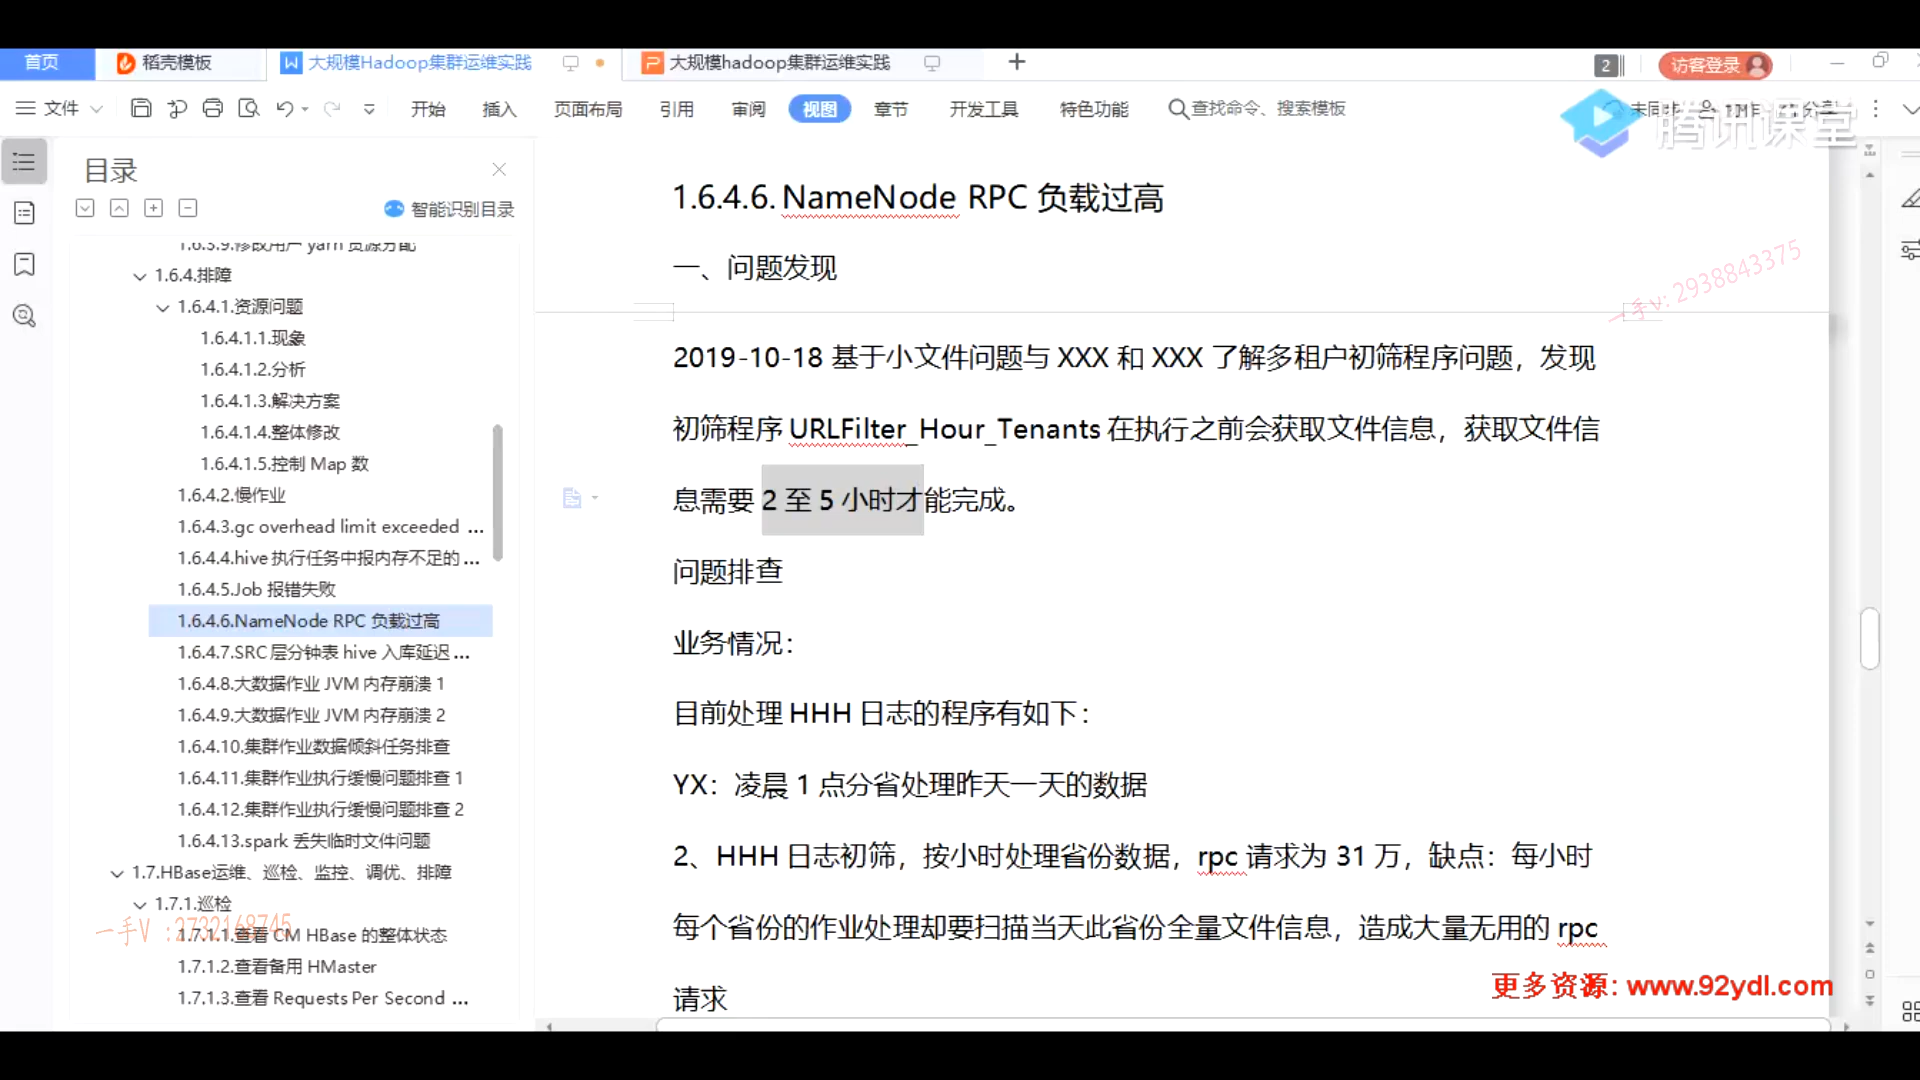 首页
稻壳模板
大规模Hadoop集群运维实践
大规模hadoop集群运维实践
2
访客登录
文件
开始
插入
页面布局
引用
审阅
视图
章节
开发工具
特色功能
查找命令、搜索模板
腾讯课堂
目录
智能识别目录
1.6.3.9.修改用户 yarn 资源分配
1.6.4.排障
1.6.4.1.资源问题
1.6.4.1.1.现象
1.6.4.1.2.分析
1.6.4.1.3.解决方案
1.6.4.1.4.整体修改
1.6.4.1.5.控制 Map 数
1.6.4.2.慢作业
1.6.4.3.gc overhead limit exceeded ...
1.6.4.4.hive 执行任务中报内存不足的 ...
1.6.4.5.Job 报错失败
1.6.4.6.NameNode RPC 负载过高
1.6.4.7.SRC 层分钟表 hive 入库延迟 ...
1.6.4.8.大数据作业 JVM 内存崩溃 1
1.6.4.9.大数据作业 JVM 内存崩溃 2
1.6.4.10.集群作业数据倾斜任务排查
1.6.4.11.集群作业执行缓慢问题排查 1
1.6.4.12.集群作业执行缓慢问题排查 2
1.6.4.13.spark 丢失临时文件问题
1.7.HBase运维、巡检、监控、调优、排障
1.7.1.巡检
一手V :2732168745
1.7.1.1.查看 CM HBase 的整体状态
1.7.1.2.查看备用 HMaster
1.7.1.3.查看 Requests Per Second ...
1.6.4.6. NameNode RPC 负载过高
一、问题发现
一手v: 2938843375
2019-10-18 基于小文件问题与 XXX 和 XXX 了解多租户初筛程序问题，发现
初筛程序 URLFilter_Hour_Tenants 在执行之前会获取文件信息，获取文件信
息需要 2 至 5 小时才能完成。
问题排查
业务情况：
目前处理 HHH 日志的程序有如下：
YX：凌晨 1 点分省处理昨天一天的数据
2、HHH 日志初筛，按小时处理省份数据，rpc 请求为 31 万，缺点：每小时
每个省份的作业处理却要扫描当天此省份全量文件信息，造成大量无用的 rpc
请求
更多资源: www.92ydl.com